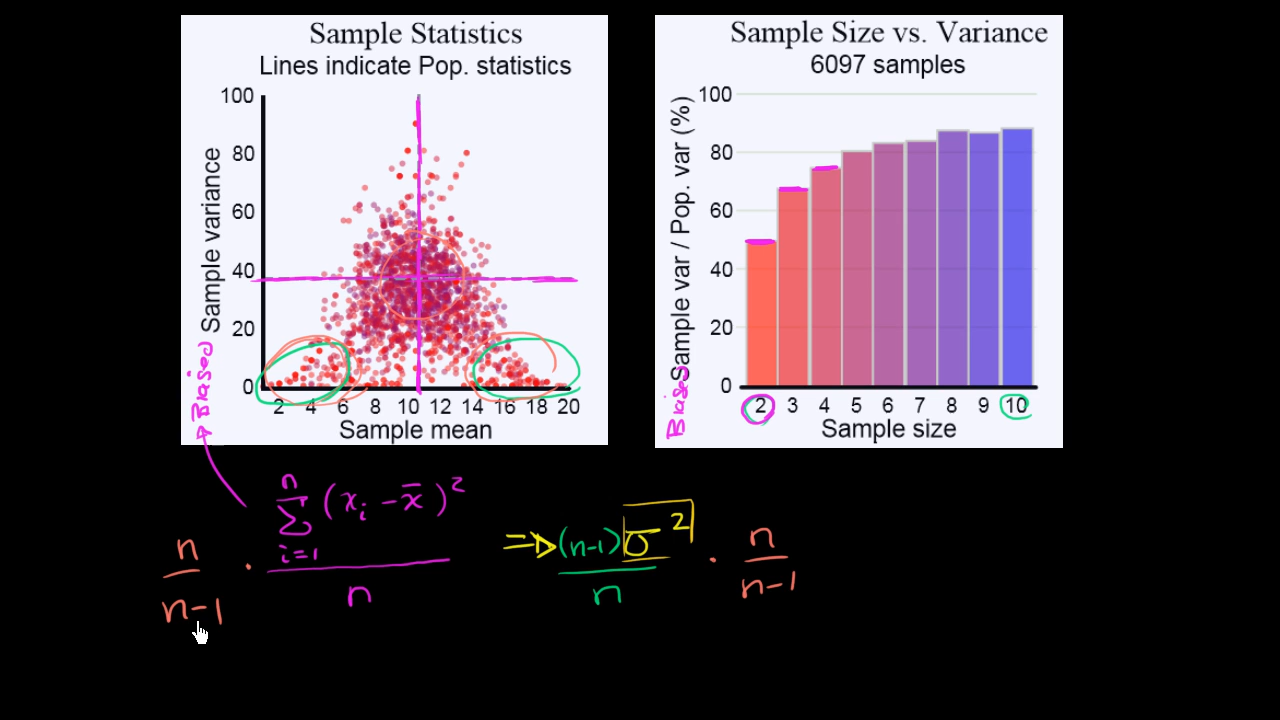 Sample Statistics
Lines indicate Pop. statistics
100
80
60
40
20
0
Sample variance
2 4 6 8 10 12 14 16 18 20
Sample mean
Biased
Sample Size vs. Variance
6097 samples
100
80
60
40
20
0
Sample var / Pop. var (%)
2 3 4 5 6 7 8 9 10
Sample size
Biased
n/(n-1) · ∑ⁿᵢ₌₁ (xᵢ - x̄)² / n ⇒ (n-1)σ² / n · n/(n-1)